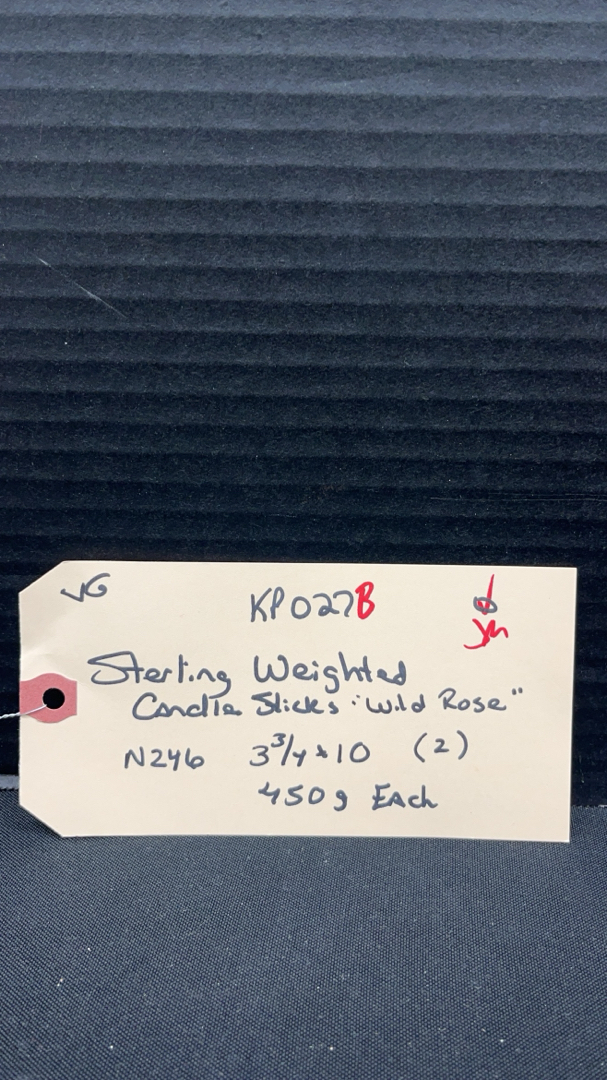 VG
KP027B
Sterling Weighted
Candle Sticks "Wild Rose"
N246 3 3/4 x 10 (2)
450g Each